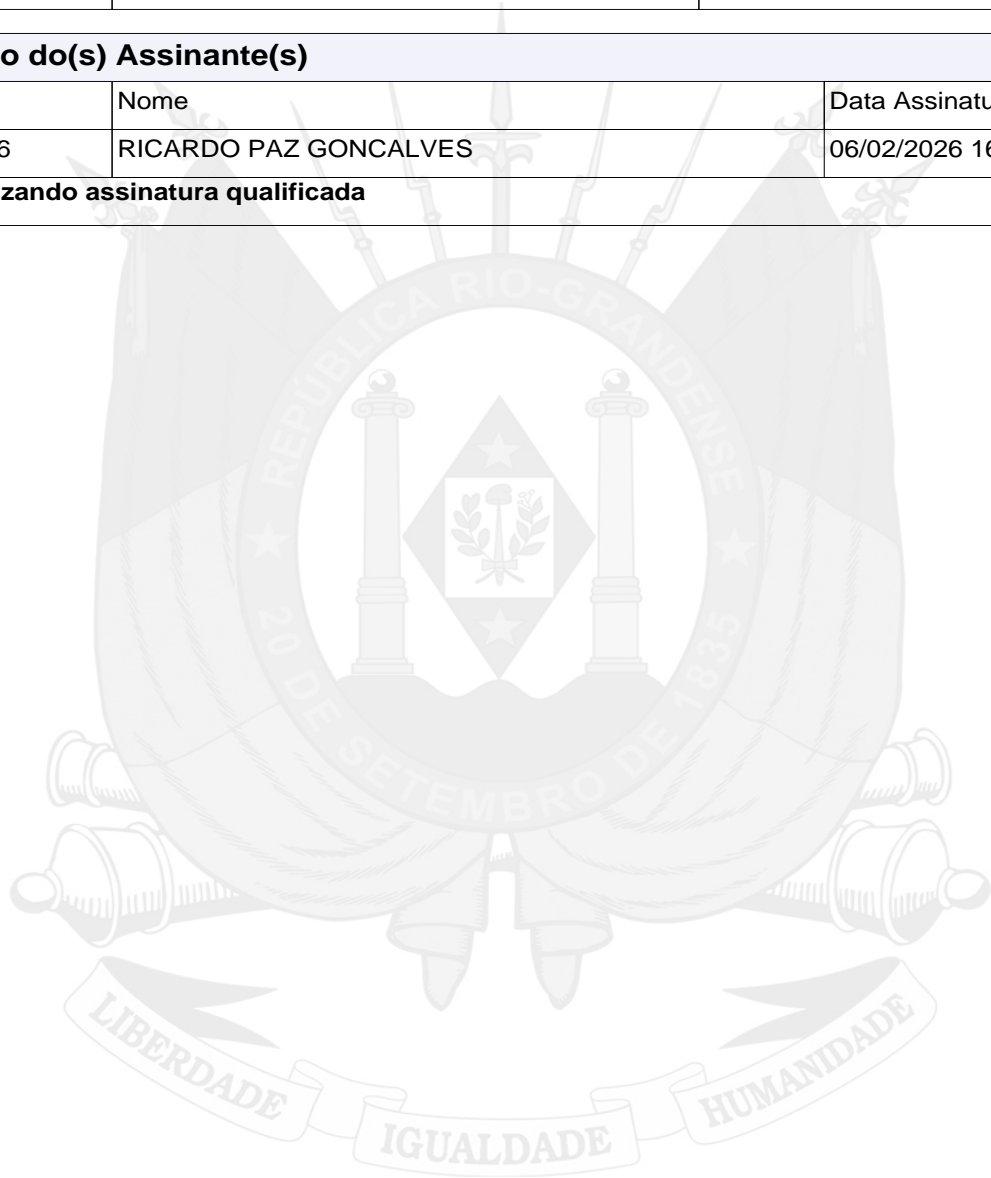 o do(s) Assinante(s)
Nome
Data Assinatu
6
RICARDO PAZ GONCALVES
06/02/2026 16
zando assinatura qualificada
REPÚBLICA RIO-GRANDENSE
20 DE SETEMBRO DE 1835
LIBERDADE
IGUALDADE
HUMANIDADE